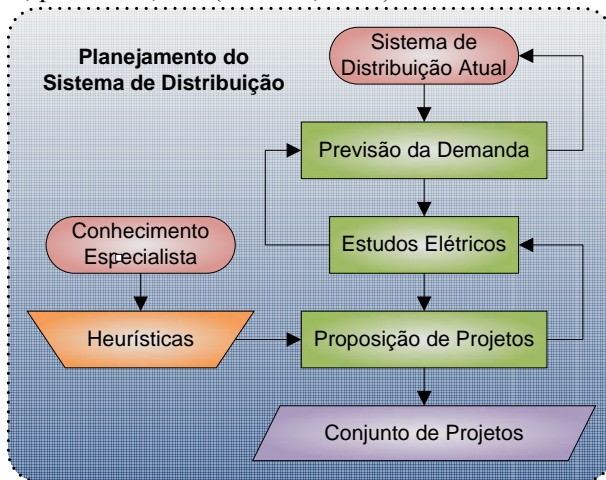 Planejamento do
Sistema de Distribuição
Sistema de
Distribuição Atual
Previsão da Demanda
Conhecimento
Especialista
Estudos Elétricos
Heurísticas
Proposição de Projetos
Conjunto de Projetos